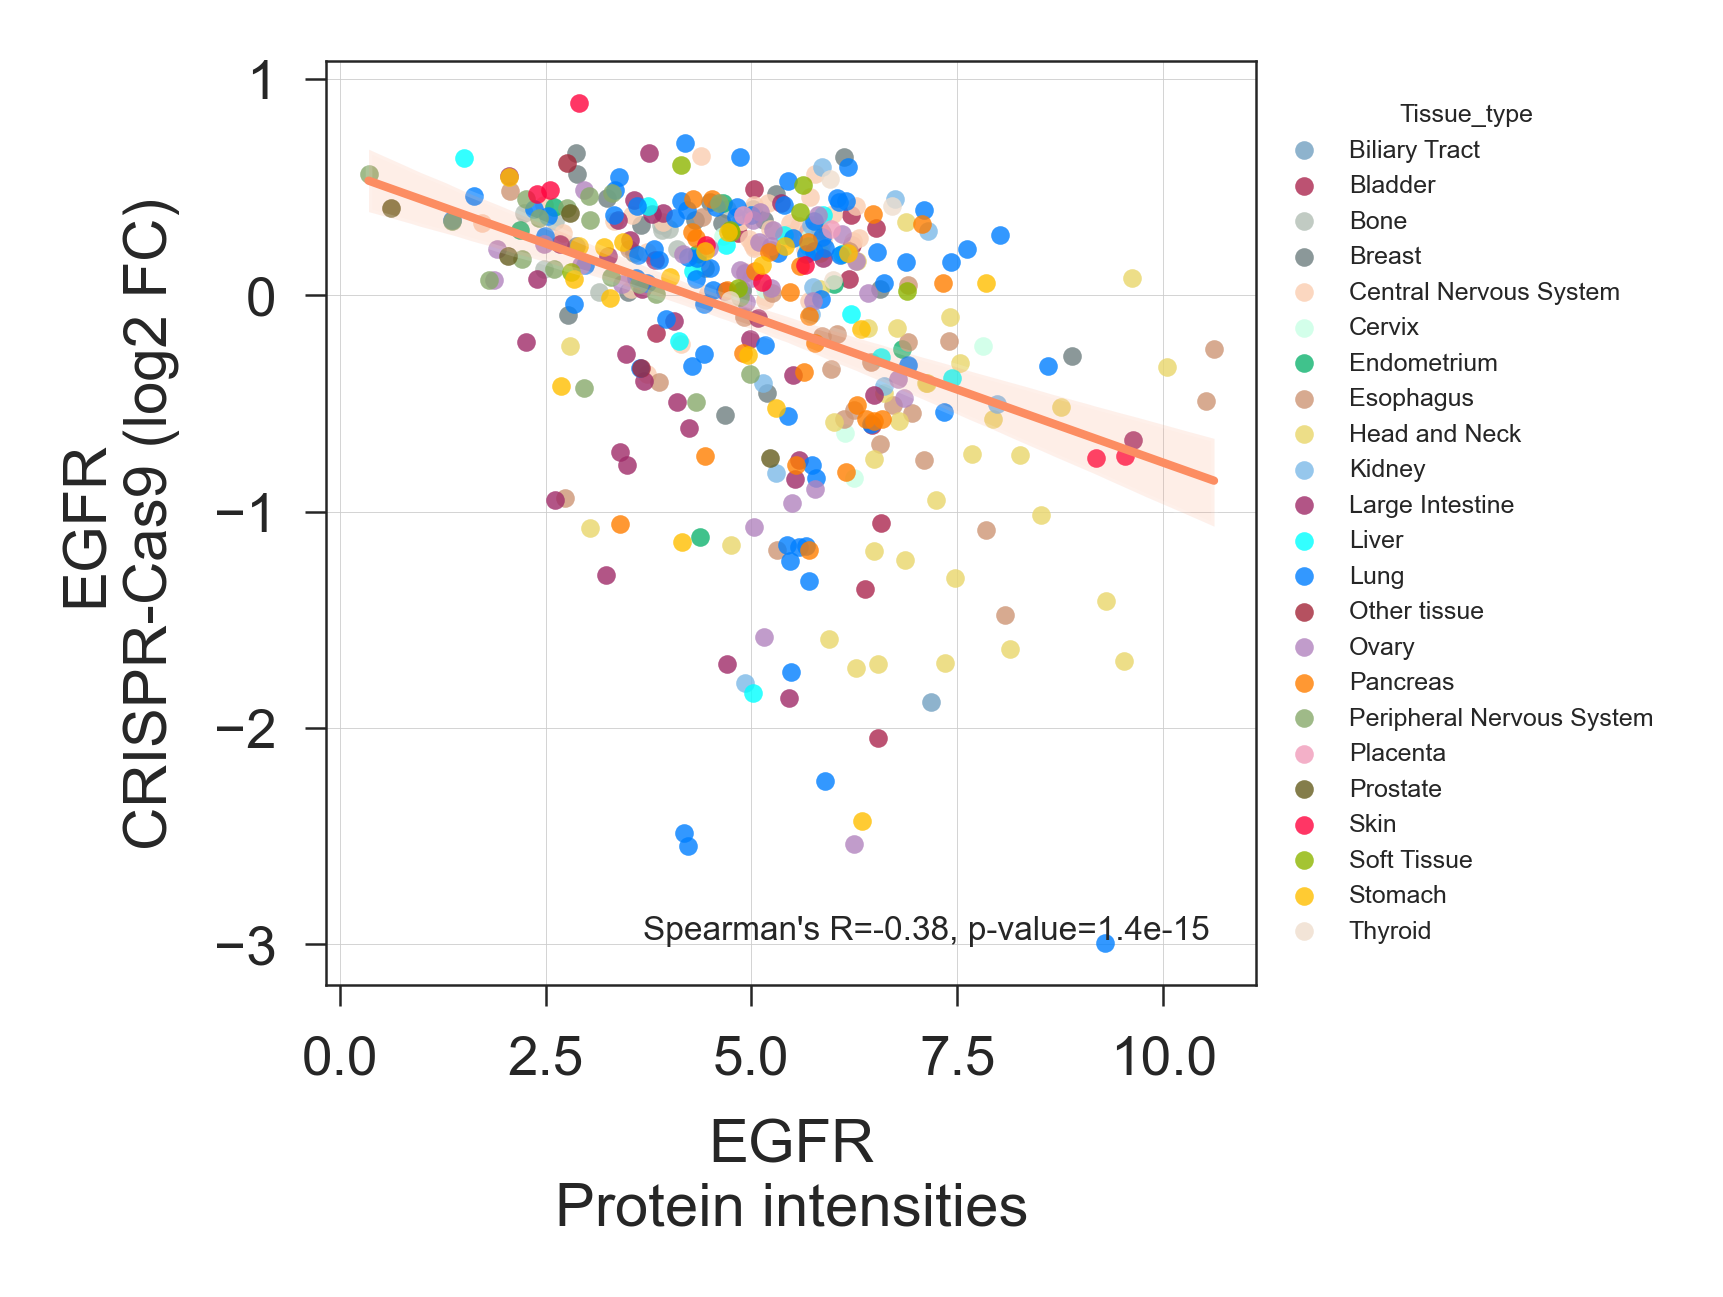 1
0
−1
−2
−3
EGFR
CRISPR-Cas9 (log2 FC)
0.0 2.5 5.0 7.5 10.0
EGFR
Protein intensities
Spearman's R=-0.38, p-value=1.4e-15
Tissue_type
Biliary Tract
Bladder
Bone
Breast
Central Nervous System
Cervix
Endometrium
Esophagus
Head and Neck
Kidney
Large Intestine
Liver
Lung
Other tissue
Ovary
Pancreas
Peripheral Nervous System
Placenta
Prostate
Skin
Soft Tissue
Stomach
Thyroid